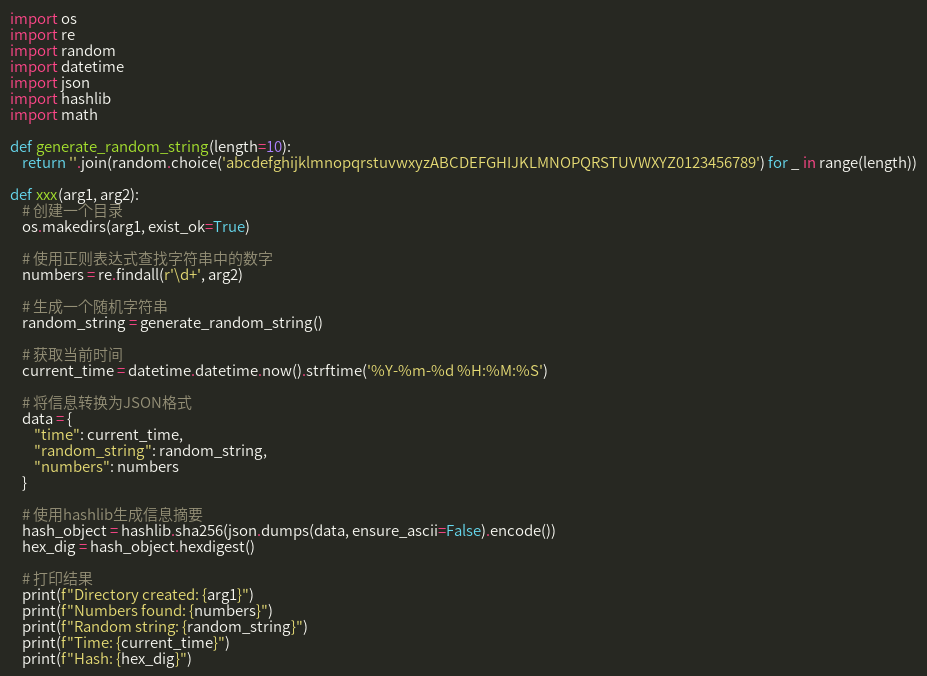 import os
import re
import random
import datetime
import json
import hashlib
import math

def generate_random_string(length=10):
    return ''.join(random.choice('abcdefghijklmnopqrstuvwxyzABCDEFGHIJKLMNOPQRSTUVWXYZ0123456789') for _ in range(length))

def xxx(arg1, arg2):
    # 创建一个目录
    os.makedirs(arg1, exist_ok=True)

    # 使用正则表达式查找字符串中的数字
    numbers = re.findall(r'\d+', arg2)

    # 生成一个随机字符串
    random_string = generate_random_string()

    # 获取当前时间
    current_time = datetime.datetime.now().strftime('%Y-%m-%d %H:%M:%S')

    # 将信息转换为JSON格式
    data = {
        "time": current_time,
        "random_string": random_string,
        "numbers": numbers
    }

    # 使用hashlib生成信息摘要
    hash_object = hashlib.sha256(json.dumps(data, ensure_ascii=False).encode())
    hex_dig = hash_object.hexdigest()

    # 打印结果
    print(f"Directory created: {arg1}")
    print(f"Numbers found: {numbers}")
    print(f"Random string: {random_string}")
    print(f"Time: {current_time}")
    print(f"Hash: {hex_dig}")